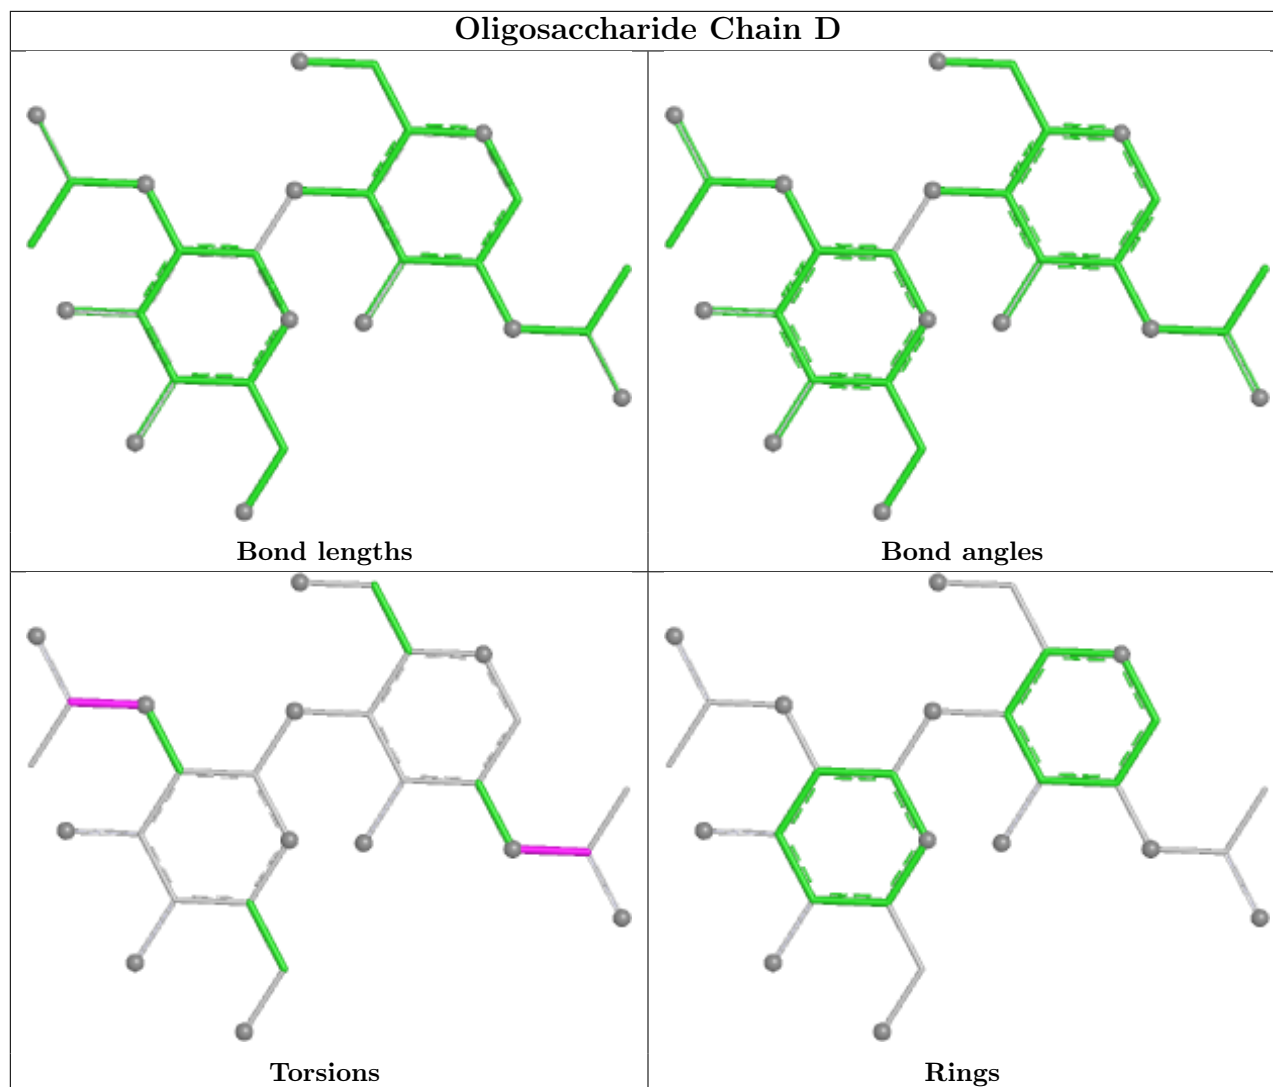 Oligosaccharide Chain D
Bond lengths
Bond angles
Torsions
Rings